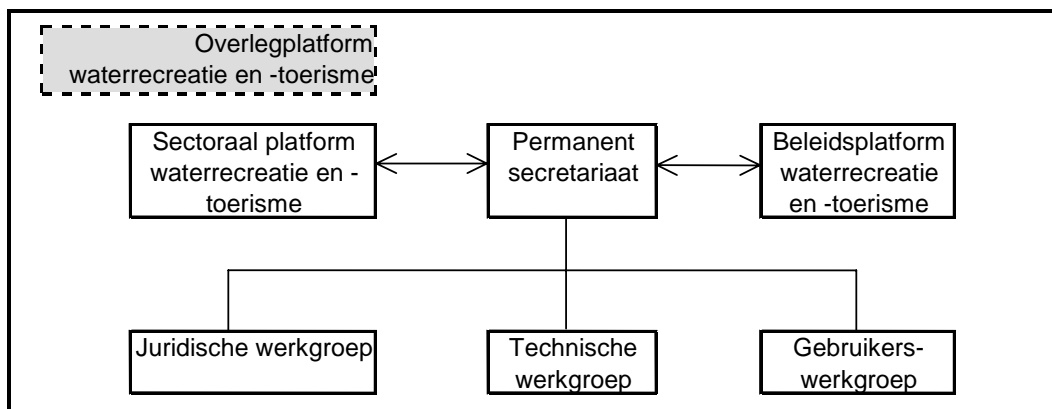 Overlegplatform
waterrecreatie en -toerisme
Sectoraal platform
waterrecreatie en -
toerisme
Permanent
secretariaat
Beleidsplatform
waterrecreatie
en -toerisme
Juridische werkgroep
Technische
werkgroep
Gebruikers-
werkgroep